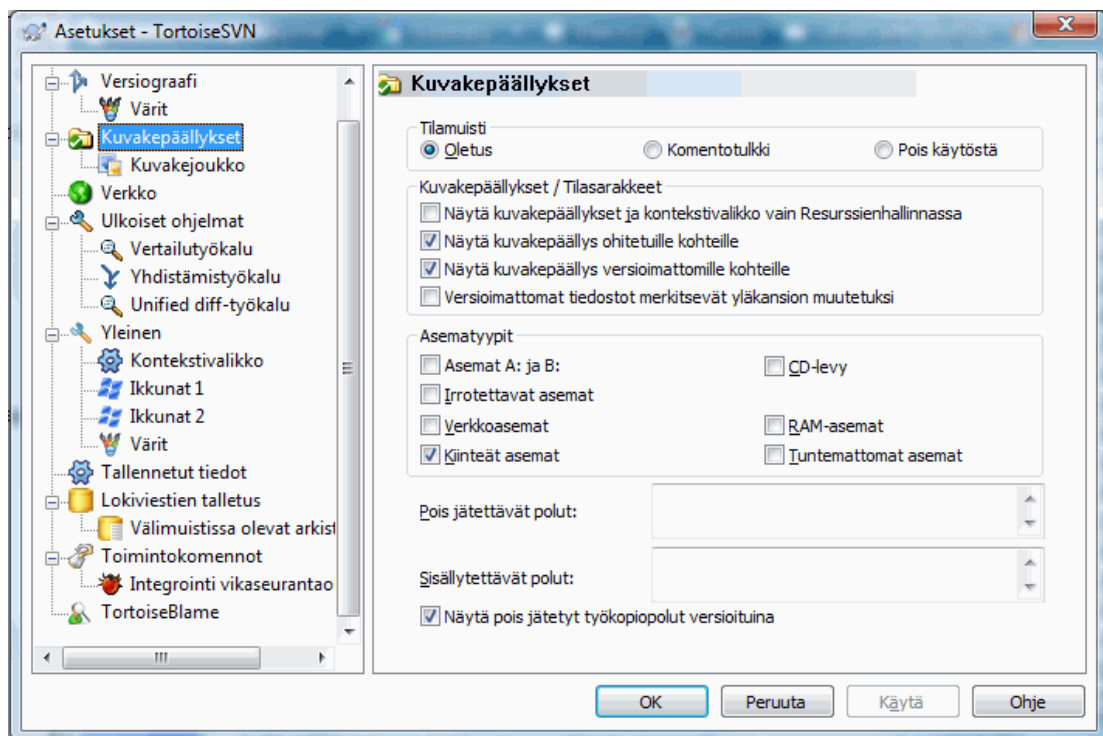 Asetukset - TortoiseSVN
Versiograafi
Värit
Kuvakepäällykset
Kuvakejoukko
Verkko
Ulkoiset ohjelmat
Vertailutyökalu
Yhdistämistyökalu
Unified diff-työkalu
Yleinen
Kontekstivalikko
Ikkunat 1
Ikkunat 2
Värit
Tallennetut tiedot
Lokiviestien talletus
Välimuistissa olevat arkist
Toimintokomennot
Integrointi vikaseurantao
TortoiseBlame
Kuvakepäällykset
Tilamuisti
Oletus Komentotulkki Pois käytöstä
Kuvakepäällykset / Tilasarakkeet
Näytä kuvakepäällykset ja kontekstivalikko vain Resurssienhallinnassa
Näytä kuvakepäällys ohitetuille kohteille
Näytä kuvakepäällys versioimattomille kohteille
Versioimattomat tiedostot merkitsevät yläkansion muutetuksi
Asematyypit
Asemat A: ja B: CD-levy
Irrotettavat asemat
Verkkoasemat RAM-asemat
Kiinteät asemat Tuntemattomat asemat
Pois jätettävät polut:
Sisällytettävät polut:
Näytä pois jätetyt työkopiopolut versioituina
OK Peruuta Käytä Ohje